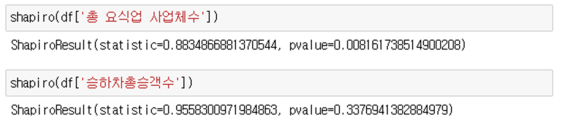 shapiro(df['총 요식업 사업체수'])
ShapiroResult(statistic=0.8834866881370544, pvalue=0.008161738514900208)
shapiro(df['승하차총승객수'])
ShapiroResult(statistic=0.9558300971984863, pvalue=0.3376941382884979)